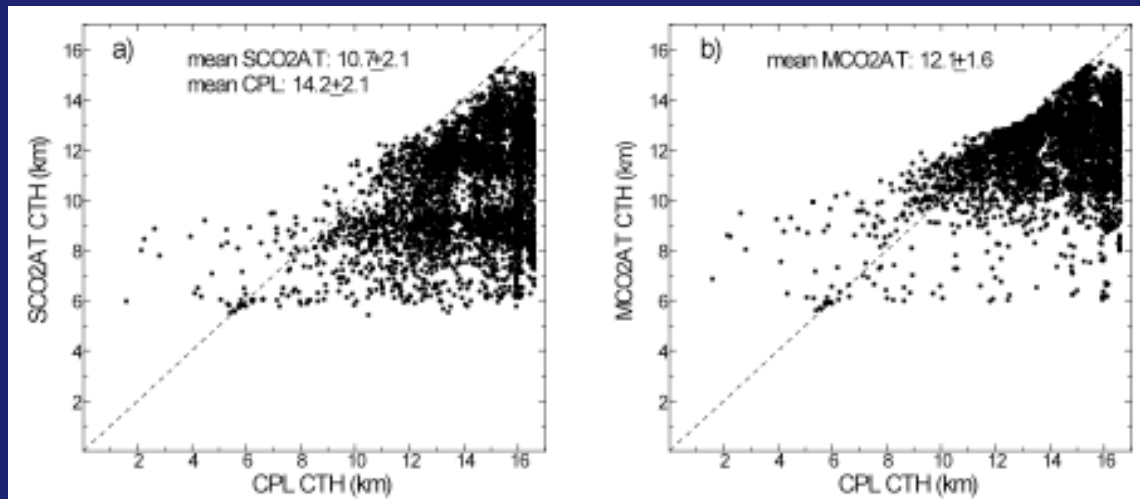 a)
mean SCO2AT: 10.7±2.1
mean CPL: 14.2±2.1
16
14
12
10
8
6
4
2
SCO2AT CTH (km)
2 4 6 8 10 12 14 16
CPL CTH (km)
b)
mean MCO2AT: 12.1±1.6
16
14
12
10
8
6
4
2
MCO2AT CTH (km)
2 4 6 8 10 12 14 16
CPL CTH (km)